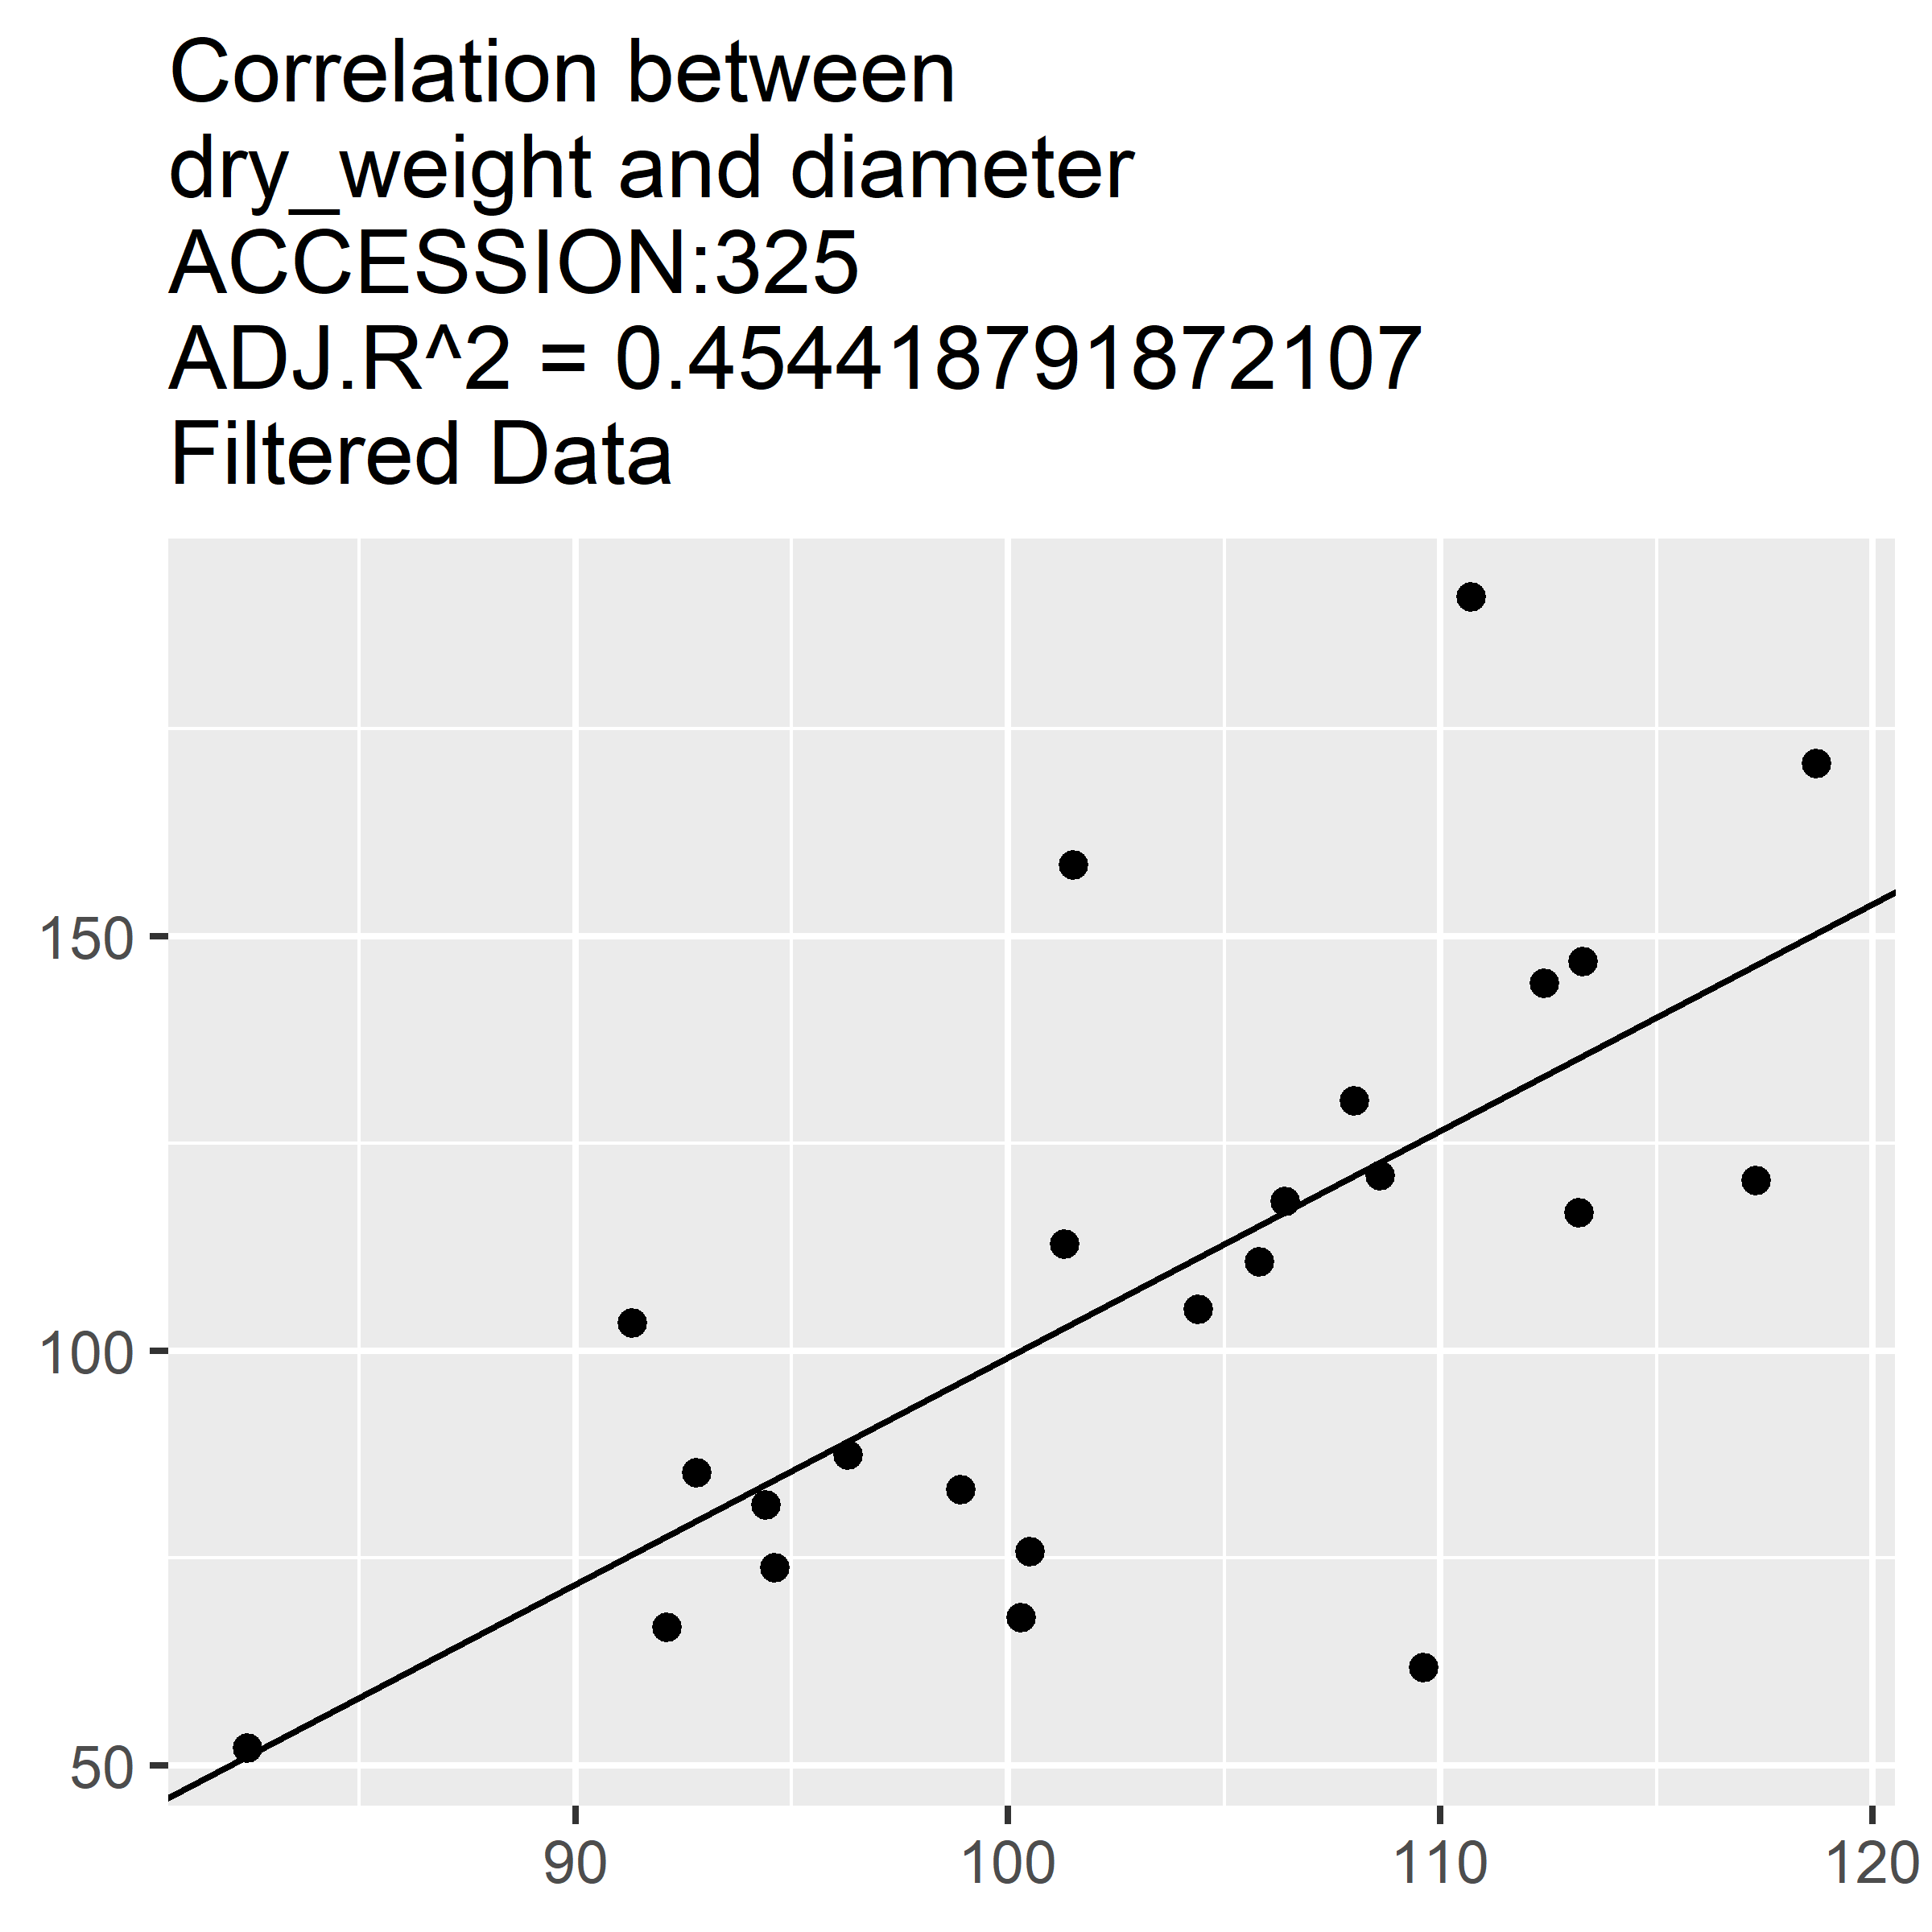 Correlation between
dry_weight and diameter
ACCESSION:325
ADJ.R^2 = 0.454418791872107
Filtered Data
150
100
50
90 100 110 120